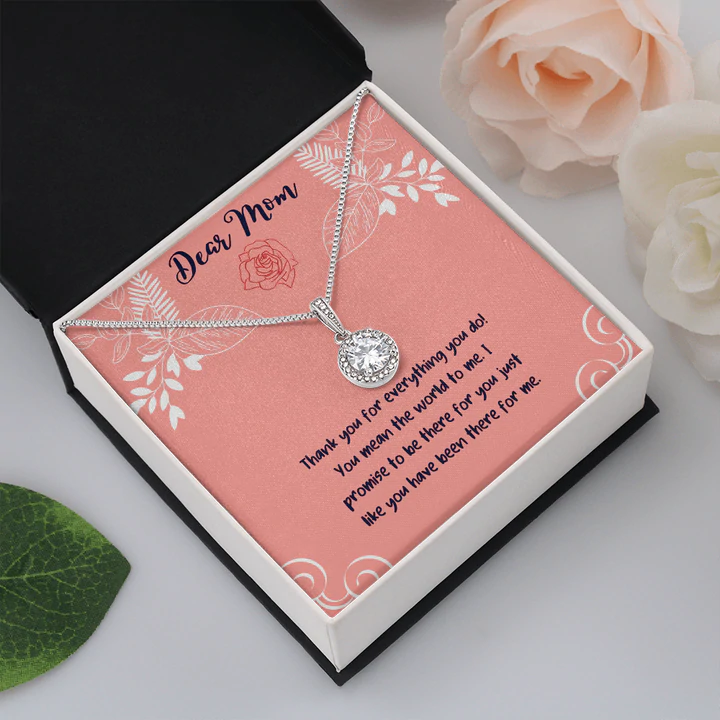 Dear Mom
Thank you for everything you do!
You mean the world to me. I
promise to be there for you just
like you have been there for me.